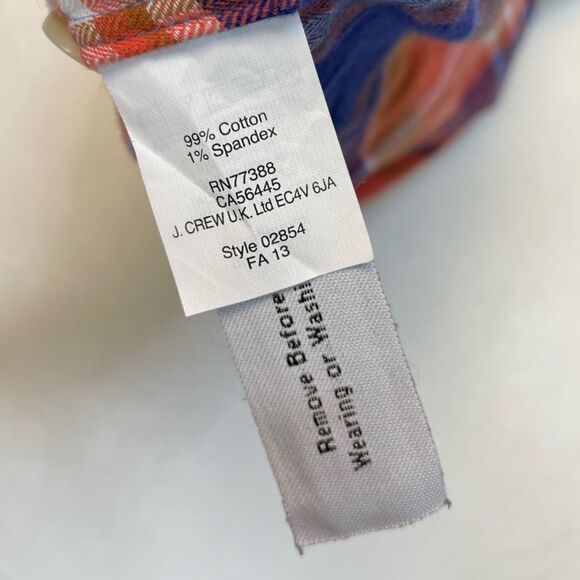 99% Cotton
1% Spandex
RN77388
CA56445
J. CREW U.K. Ltd EC4V 6JA
Style 02854
FA 13
Remove Before
Wearing or Washi